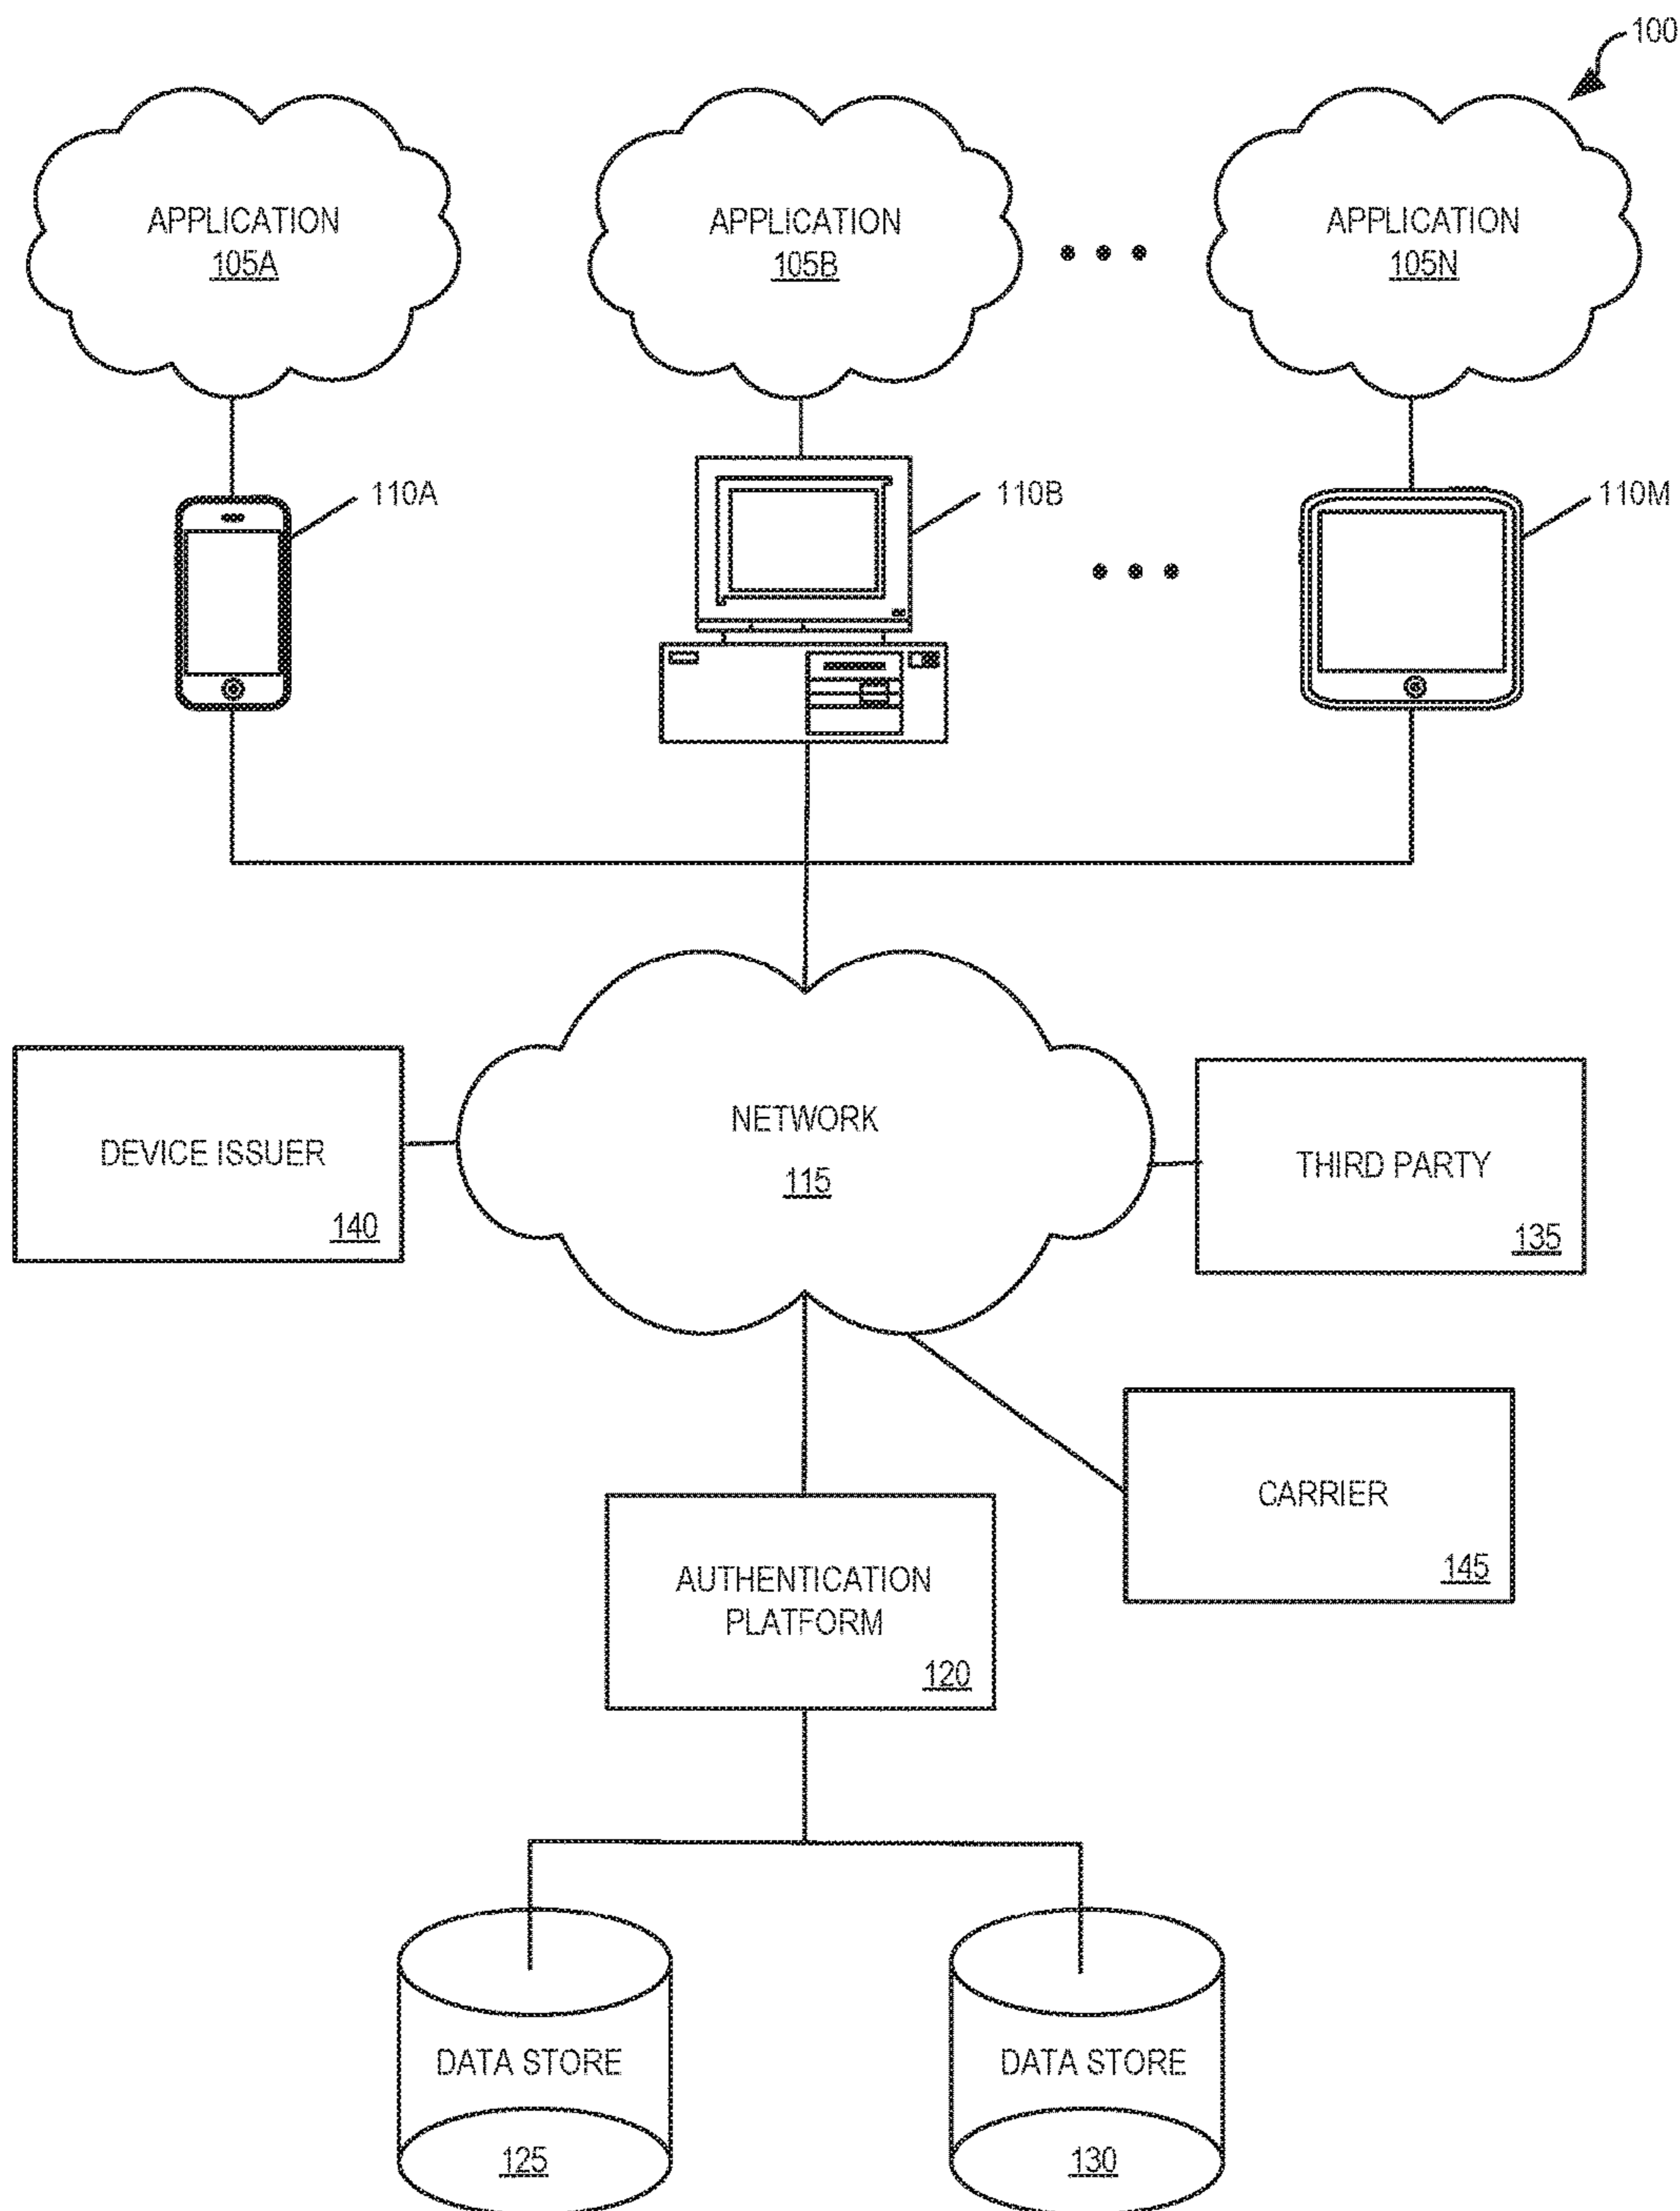 100
APPLICATION
105A
APPLICATION
105B
APPLICATION
105N
110A
110B
110M
NETWORK
115
DEVICE ISSUER
140
THIRD PARTY
135
CARRIER
145
AUTHENTICATION
PLATFORM
120
DATA STORE
125
DATA STORE
130